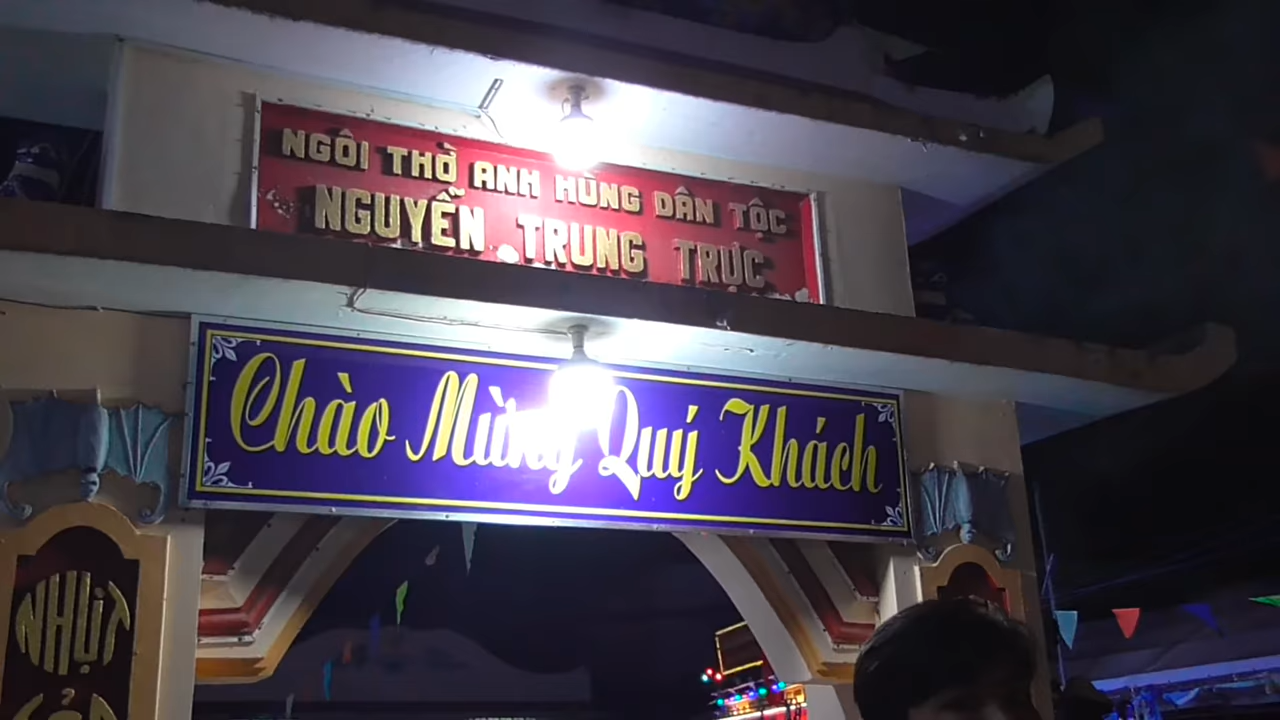 NGÔI THỜ ANH HÙNG DÂN TỘC
NGUYỄN TRUNG TRỰC
Chào Mừng Quý Khách
NHỰT